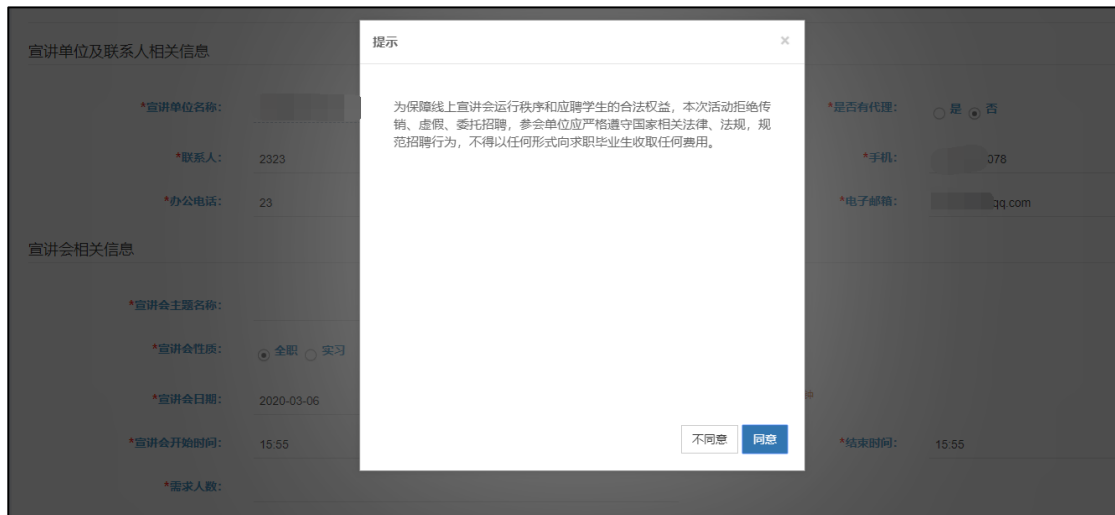 提示
×
为保障线上宣讲会运行秩序和应聘学生的合法权益，本次活动拒绝传
销、虚假、委托招聘，参会单位应严格遵守国家相关法律、法规，规
范招聘行为，不得以任何形式向求职毕业生收取任何费用。
不同意 同意
宣讲单位及联系人相关信息
*宣讲单位名称：
*是否有代理： 是 否
*联系人： 2323
*手机： 078
*办公电话： 23
*电子邮箱： qq.com
宣讲会相关信息
*宣讲会主题名称：
*宣讲会性质： 全职 实习
*宣讲会日期： 2020-03-06
钟
*宣讲会开始时间： 15:55
*结束时间： 15:55
*需求人数：